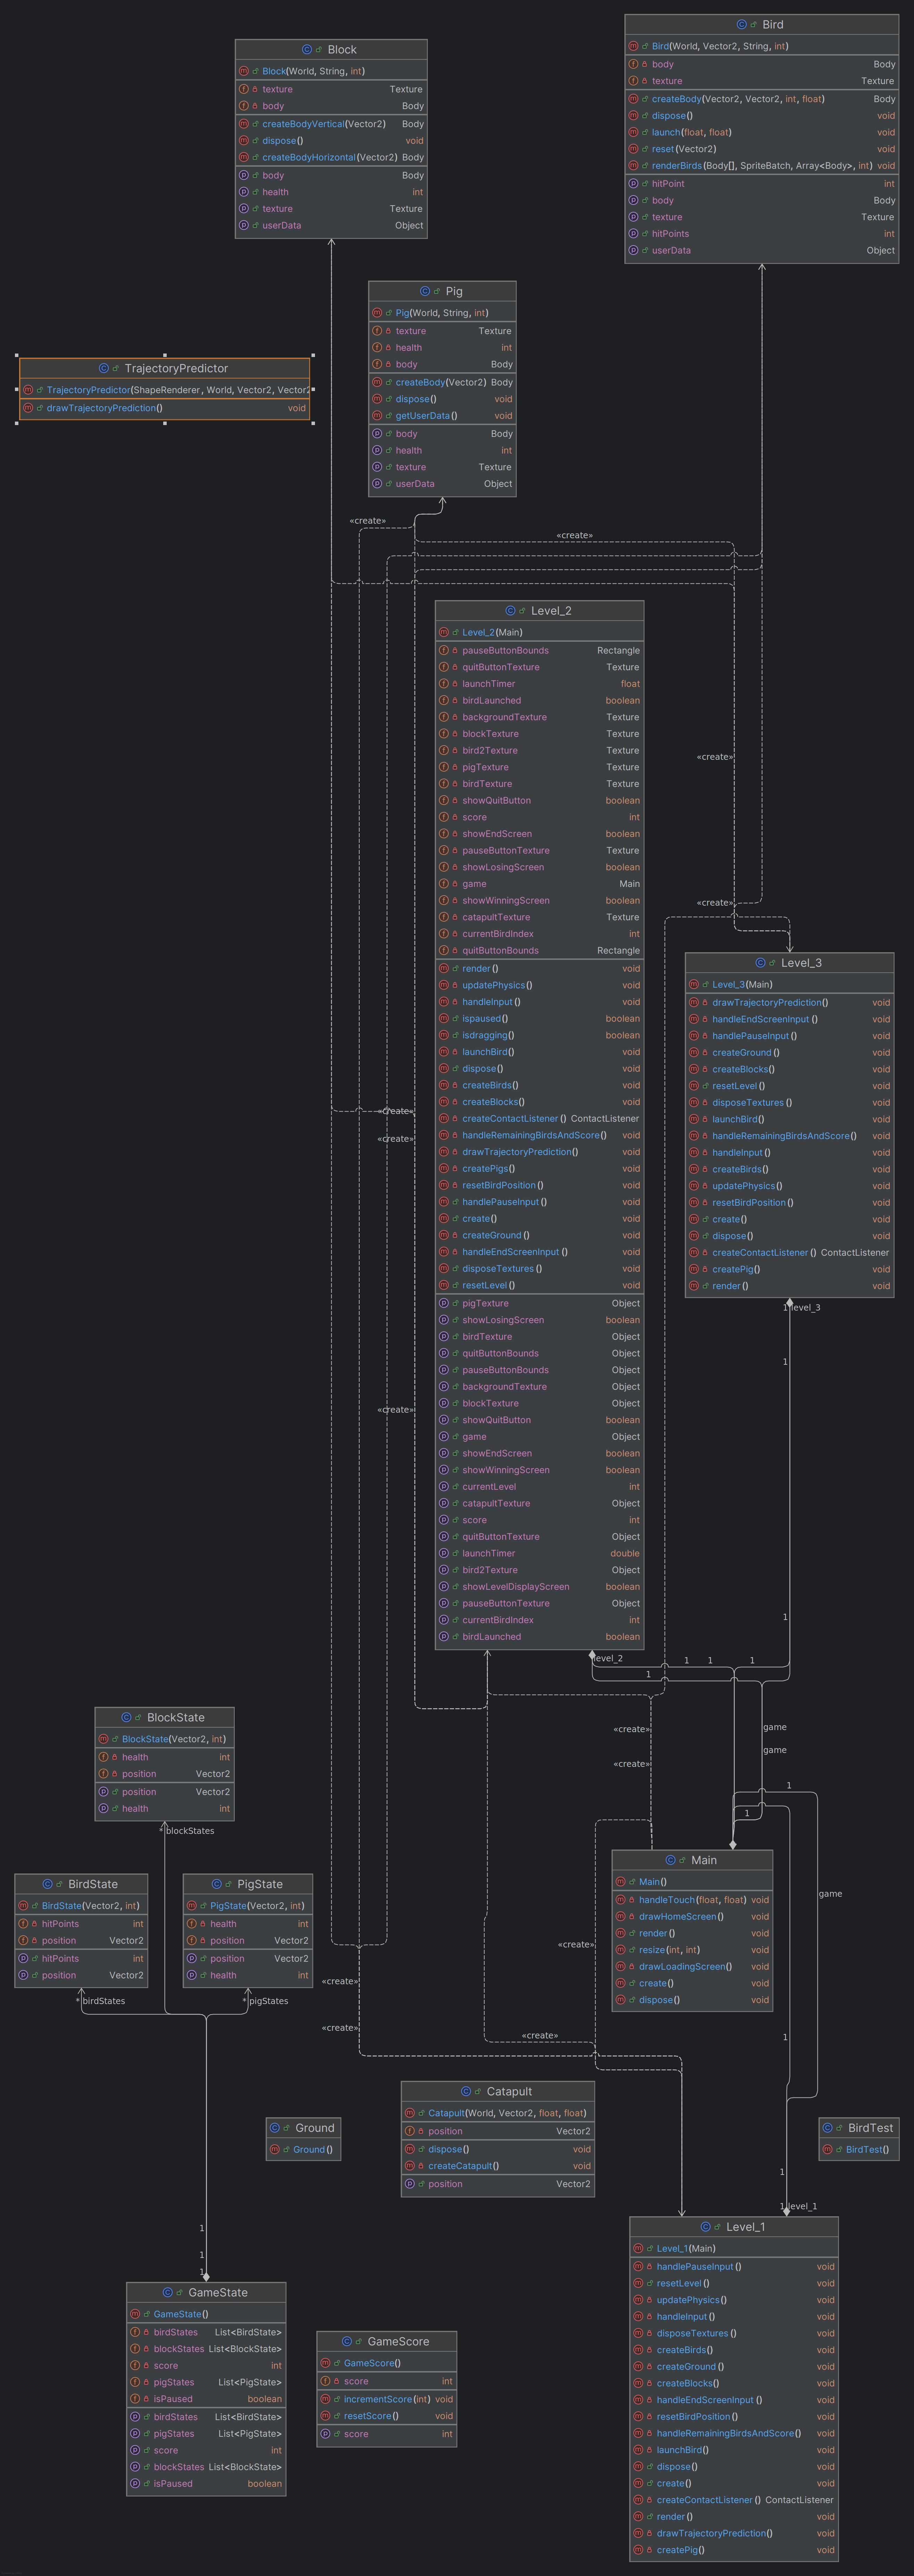 Block
Block(World, String, int)
texture Texture
body Body
createBodyVertical(Vector2) Body
dispose() void
createBodyHorizontal(Vector2) Body
body Body
health int
texture Texture
userData Object
Bird
Bird(World, Vector2, String, int)
body Body
texture Texture
createBody(Vector2, Vector2, int, float) Body
dispose() void
launch(float, float) void
reset(Vector2) void
renderBirds(Body[], SpriteBatch, Array<Body>, int) void
hitPoint int
body Body
texture Texture
hitPoints int
userData Object
Pig
Pig(World, String, int)
texture Texture
health int
body Body
createBody(Vector2) Body
dispose() void
getUserData() void
body Body
health int
texture Texture
userData Object
TrajectoryPredictor
TrajectoryPredictor(ShapeRenderer, World, Vector2, Vector2
drawTrajectoryPrediction() void
«create»
«create»
«create»
«create»
Level_2
Level_2(Main)
pauseButtonBounds Rectangle
quitButtonTexture Texture
launchTimer float
birdLaunched boolean
backgroundTexture Texture
blockTexture Texture
bird2Texture Texture
pigTexture Texture
birdTexture Texture
showQuitButton boolean
score int
showEndScreen boolean
pauseButtonTexture Texture
showLosingScreen boolean
game Main
showWinningScreen boolean
catapultTexture Texture
currentBirdIndex int
quitButtonBounds Rectangle
render() void
updatePhysics() void
handleInput() void
ispaused() boolean
isdragging() boolean
launchBird() void
dispose() void
createBirds() void
createBlocks() void
createContactListener() ContactListener
handleRemainingBirdsAndScore() void
drawTrajectoryPrediction() void
createPigs() void
resetBirdPosition() void
handlePauseInput() void
create() void
createGround() void
handleEndScreenInput() void
disposeTextures() void
resetLevel() void
pigTexture Object
showLosingScreen boolean
birdTexture Object
quitButtonBounds Object
pauseButtonBounds Object
backgroundTexture Object
blockTexture Object
showQuitButton boolean
game Object
showEndScreen boolean
showWinningScreen boolean
currentLevel int
catapultTexture Object
score int
quitButtonTexture Object
launchTimer double
bird2Texture Object
showLevelDisplayScreen boolean
pauseButtonTexture Object
currentBirdIndex int
birdLaunched boolean
«create»
«create»
«create»
Level_3
Level_3(Main)
drawTrajectoryPrediction() void
handleEndScreenInput() void
handlePauseInput() void
createGround() void
createBlocks() void
resetLevel() void
disposeTextures() void
launchBird() void
handleRemainingBirdsAndScore() void
handleInput() void
createBirds() void
updatePhysics() void
resetBirdPosition() void
create() void
dispose() void
createContactListener() ContactListener
createPig() void
render() void
1 level_3
1
1
level_2
1 1 1
1
game
game
«create»
«create»
1
1
game
BlockState
BlockState(Vector2, int)
health int
position Vector2
position Vector2
health int
* blockStates
BirdState
BirdState(Vector2, int)
hitPoints int
position Vector2
hitPoints int
position Vector2
* birdStates
PigState
PigState(Vector2, int)
health int
position Vector2
position Vector2
health int
* pigStates
Main
Main()
handleTouch(float, float) void
drawHomeScreen() void
render() void
resize(int, int) void
drawLoadingScreen() void
create() void
dispose() void
«create»
«create»
«create»
«create»
1
1
1 level_1
Catapult
Catapult(World, Vector2, float, float)
position Vector2
dispose() void
createCatapult() void
position Vector2
Ground
Ground()
BirdTest
BirdTest()
1
1
1
GameState
GameState()
birdStates List<BirdState>
blockStates List<BlockState>
score int
pigStates List<PigState>
isPaused boolean
birdStates List<BirdState>
pigStates List<PigState>
score int
blockStates List<BlockState>
isPaused boolean
GameScore
GameScore()
score int
incrementScore(int) void
resetScore() void
score int
Level_1
Level_1(Main)
handlePauseInput() void
resetLevel() void
updatePhysics() void
handleInput() void
disposeTextures() void
createBirds() void
createGround() void
createBlocks() void
handleEndScreenInput() void
resetBirdPosition() void
handleRemainingBirdsAndScore() void
launchBird() void
dispose() void
create() void
createContactListener() ContactListener
render() void
drawTrajectoryPrediction() void
createPig() void